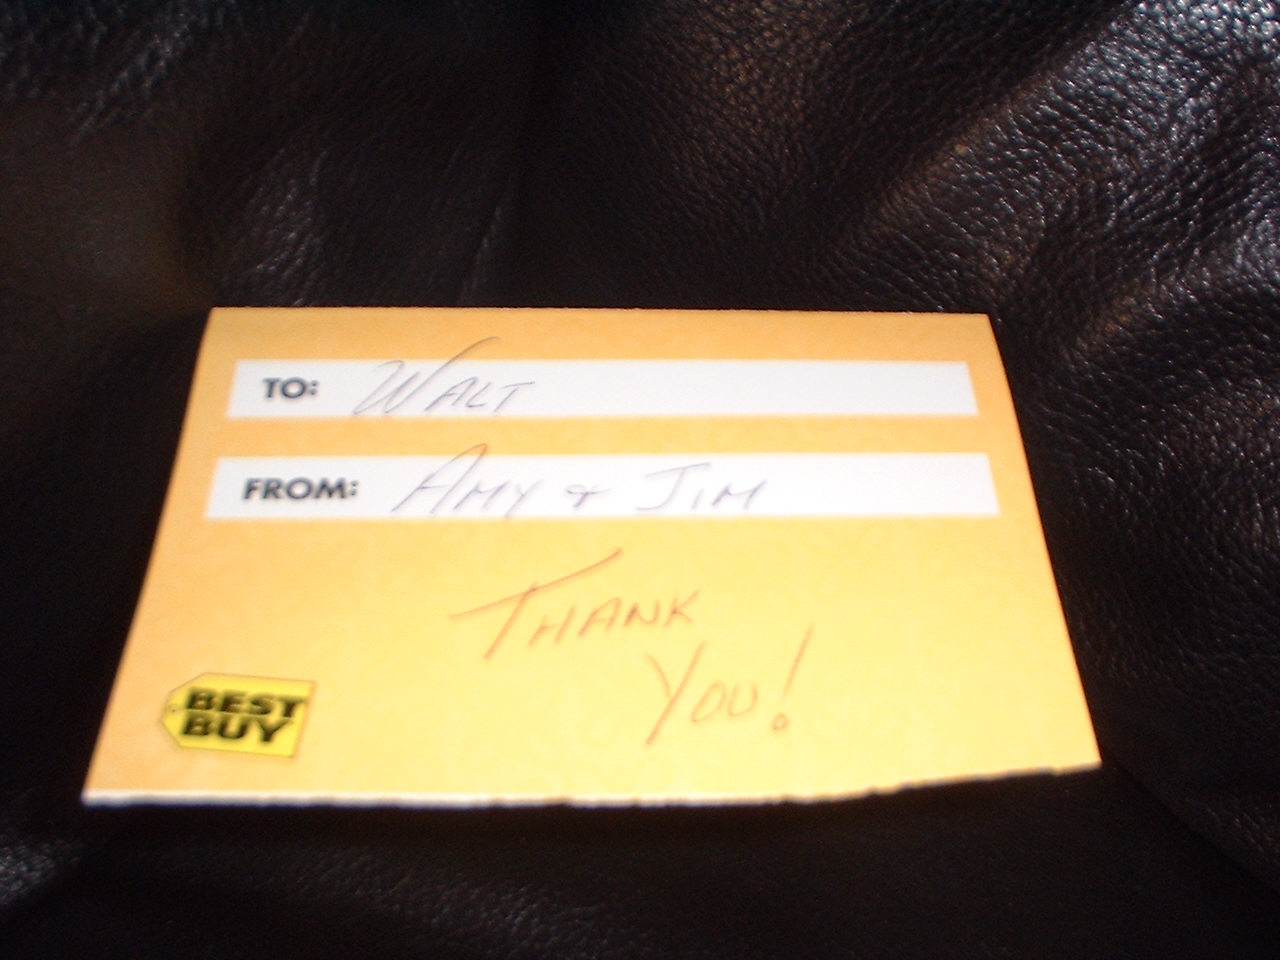 TO: WALT
FROM: AMY & JIM
THANK
YOU!
BEST
BUY